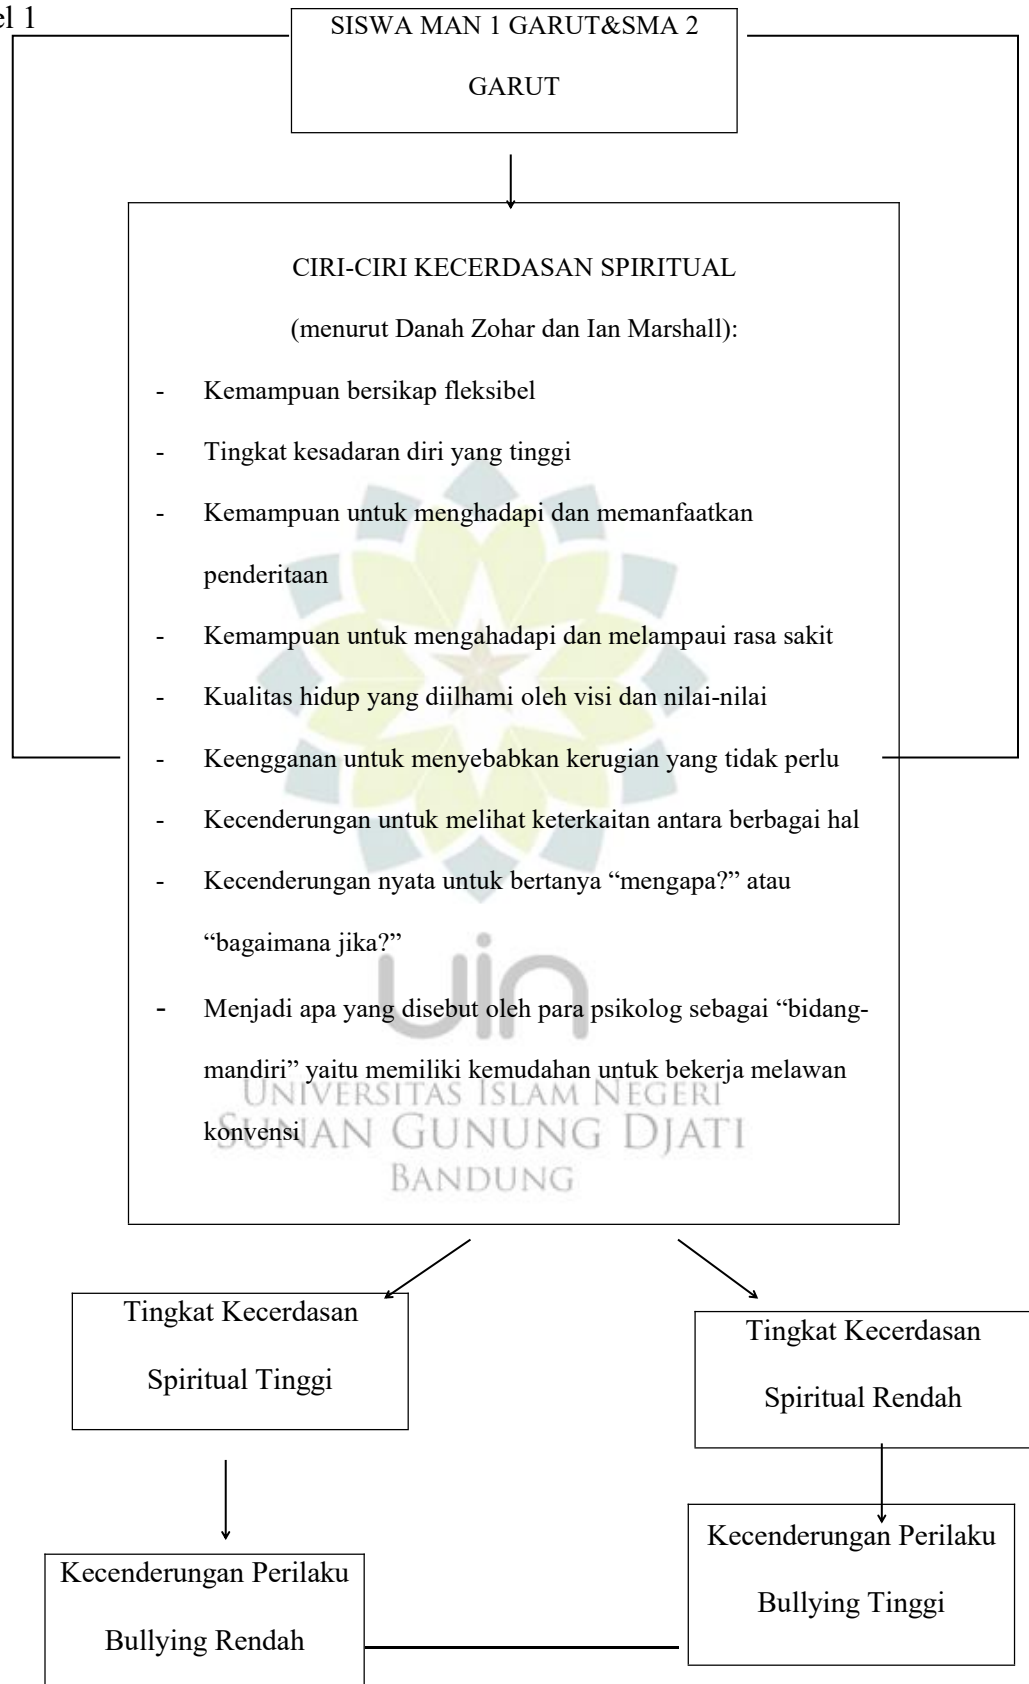 el 1
SISWA MAN 1 GARUT&SMA 2
GARUT
CIRI-CIRI KECERDASAN SPIRITUAL
(menurut Danah Zohar dan Ian Marshall):
- Kemampuan bersikap fleksibel
- Tingkat kesadaran diri yang tinggi
- Kemampuan untuk menghadapi dan memanfaatkan
penderitaan
- Kemampuan untuk mengahadapi dan melampaui rasa sakit
- Kualitas hidup yang diilhami oleh visi dan nilai-nilai
- Keengganan untuk menyebabkan kerugian yang tidak perlu
- Kecenderungan untuk melihat keterkaitan antara berbagai hal
- Kecenderungan nyata untuk bertanya “mengapa?” atau
“bagaimana jika?”
uin
- Menjadi apa yang disebut oleh para psikolog sebagai “bidang-
mandiri” yaitu memiliki kemudahan untuk bekerja melawan
UNIVERSITAS ISLAM NEGERI
konvensi
SUNAN GUNUNG DJATI
BANDUNG
Tingkat Kecerdasan
Spiritual Tinggi
Tingkat Kecerdasan
Spiritual Rendah
Kecenderungan Perilaku
Bullying Rendah
Kecenderungan Perilaku
Bullying Tinggi